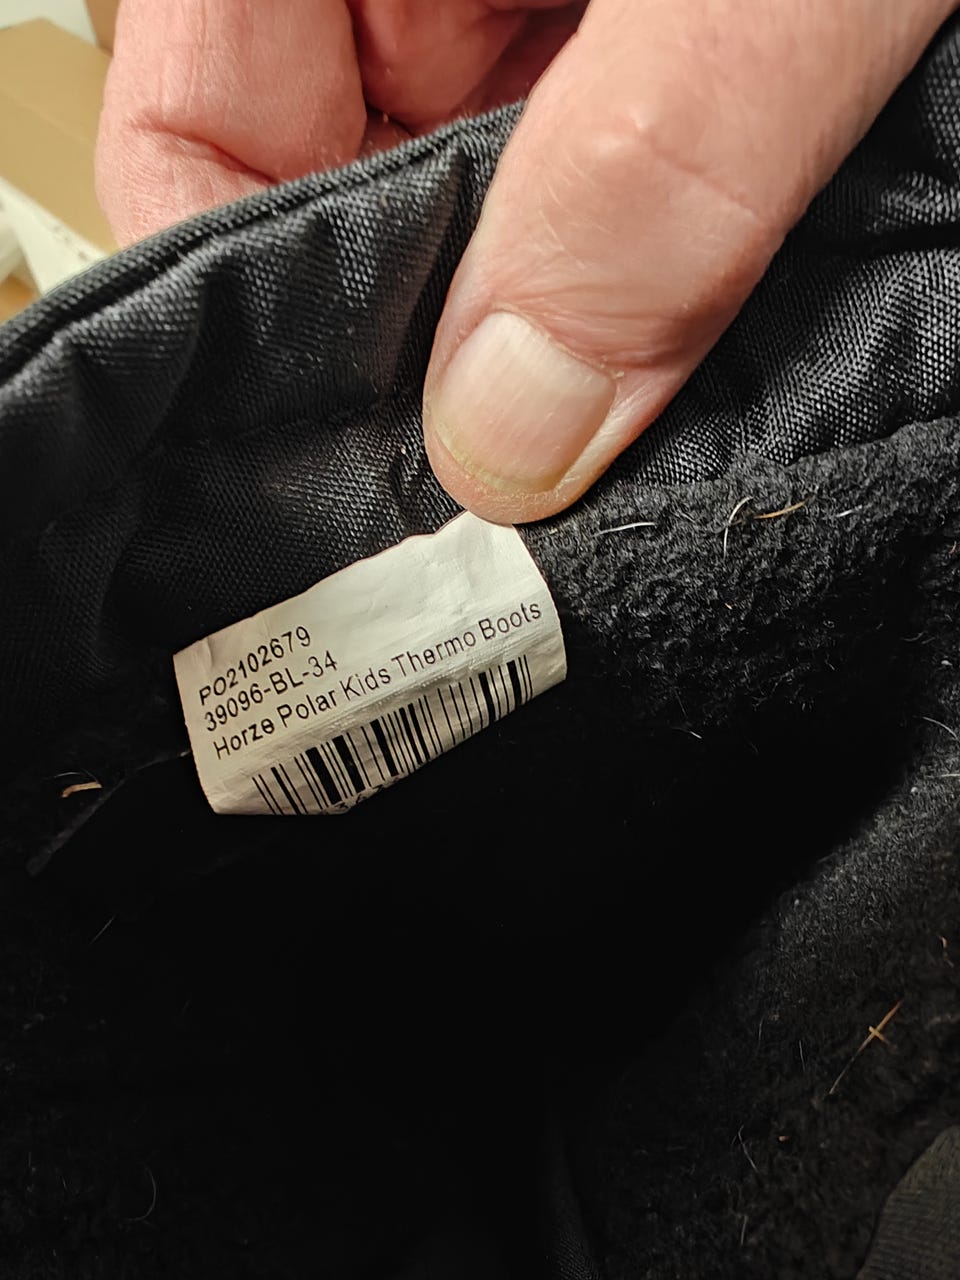 PO2102679
39096-BL-34
Horze Polar Kids Thermo Boots